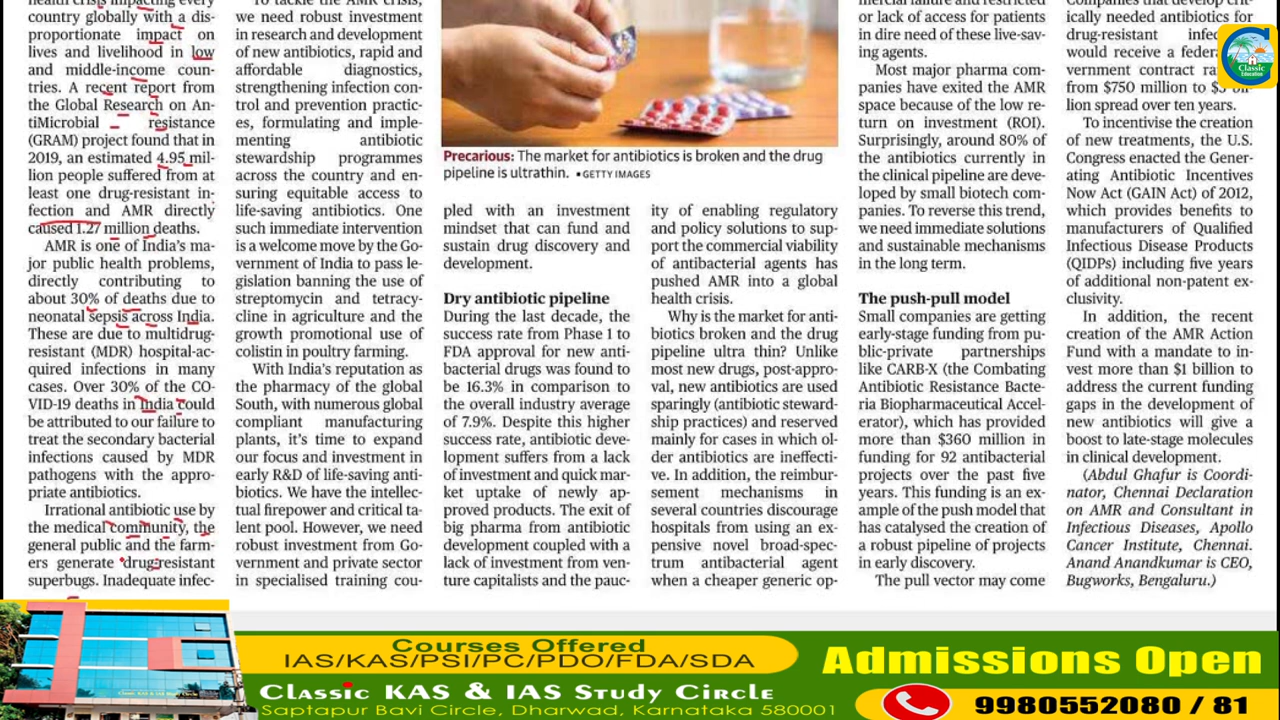 health crisis impacting every
country globally with a dis-
proportionate impact on
lives and livelihood in low
and middle-income coun-
tries. A recent report from
the Global Research on An-
tiMicrobial resistance
(GRAM) project found that in
2019, an estimated 4.95 mil-
lion people suffered from at
least one drug-resistant in-
fection and AMR directly
caused 1.27 million deaths.
AMR is one of India's ma-
jor public health problems,
directly contributing to
about 30% of deaths due to
neonatal sepsis across India.
These are due to multidrug-
resistant (MDR) hospital-ac-
quired infections in many
cases. Over 30% of the CO-
VID-19 deaths in India could
be attributed to our failure to
treat the secondary bacterial
infections caused by MDR
pathogens with the appro-
priate antibiotics.
Irrational antibiotic use by
the medical community, the
general public and the farm-
ers generate drug-resistant
superbugs. Inadequate infec-
To tackle the AMR crisis,
we need robust investment
in research and development
of new antibiotics, rapid and
affordable diagnostics,
strengthening infection con-
trol and prevention practic-
es, formulating and imple-
menting antibiotic
stewardship programmes
across the country and en-
suring equitable access to
life-saving antibiotics. One
such immediate intervention
is a welcome move by the Go-
vernment of India to pass le-
gislation banning the use of
streptomycin and tetracy-
cline in agriculture and the
growth promotional use of
colistin in poultry farming.
With India's reputation as
the pharmacy of the global
South, with numerous global
compliant manufacturing
plants, it's time to expand
our focus and investment in
early R&D of life-saving anti-
biotics. We have the intellec-
tual firepower and critical ta-
lent pool. However, we need
robust investment from Go-
vernment and private sector
in specialised training cou-
Precarious: The market for antibiotics is broken and the drug
pipeline is ultrathin. • GETTY IMAGES
pled with an investment
mindset that can fund and
sustain drug discovery and
development.
Dry antibiotic pipeline
During the last decade, the
success rate from Phase 1 to
FDA approval for new anti-
bacterial drugs was found to
be 16.3% in comparison to
the overall industry average
of 7.9%. Despite this higher
success rate, antibiotic deve-
lopment suffers from a lack
of investment and quick mar-
ket uptake of newly ap-
proved products. The exit of
big pharma from antibiotic
development coupled with a
lack of investment from ven-
ture capitalists and the pauc-
ity of enabling regulatory
and policy solutions to sup-
port the commercial viability
of antibacterial agents has
pushed AMR into a global
health crisis.
Why is the market for anti-
biotics broken and the drug
pipeline ultra thin? Unlike
most new drugs, post-appro-
val, new antibiotics are used
sparingly (antibiotic steward-
ship practices) and reserved
mainly for cases in which ol-
der antibiotics are ineffecti-
ve. In addition, the reimbur-
sement mechanisms in
several countries discourage
hospitals from using an ex-
pensive novel broad-spec-
trum antibacterial agent
when a cheaper generic op-
mercial failure and restricted
or lack of access for patients
in dire need of these live-sav-
ing agents.
Most major pharma com-
panies have exited the AMR
space because of the low re-
turn on investment (ROI).
Surprisingly, around 80% of
the antibiotics currently in
the clinical pipeline are deve-
loped by small biotech com-
panies. To reverse this trend,
we need immediate solutions
and sustainable mechanisms
in the long term.
The push-pull model
Small companies are getting
early-stage funding from pu-
blic-private partnerships
like CARB-X (the Combating
Antibiotic Resistance Bacte-
ria Biopharmaceutical Accel-
erator), which has provided
more than $360 million in
funding for 92 antibacterial
projects over the past five
years. This funding is an ex-
ample of the push model that
has catalysed the creation of
a robust pipeline of projects
in early discovery.
The pull vector may come
Companies that develop crit-
ically needed antibiotics for
drug-resistant
would receive a
vernment contract
from $750 million to
lion spread over ten years.
To incentivise the creation
of new treatments, the U.S.
Congress enacted the Gener-
ating Antibiotic Incentives
Now Act (GAIN Act) of 2012,
which provides benefits to
manufacturers of Qualified
Infectious Disease Products
(QIDPs) including five years
of additional non-patent ex-
clusivity.
In addition, the recent
creation of the AMR Action
Fund with a mandate to in-
vest more than $1 billion to
address the current funding
gaps in the development of
new antibiotics will give a
boost to late-stage molecules
in clinical development.
(Abdul Ghafur is Coordi-
nator, Chennai Declaration
on AMR and Consultant in
Infectious Diseases, Apollo
Cancer Institute, Chennai.
Anand Anandkumar is CEO,
Bugworks, Bengaluru.)
Classic
Education
Courses Offered
IAS/KAS/PSI/PC/PDO/FDA/SDA
Classic KAS & IAS Study Circle
Saptapur Bavi Circle, Dharwad, Karnataka 580001
Admissions Open
9980552080 / 81